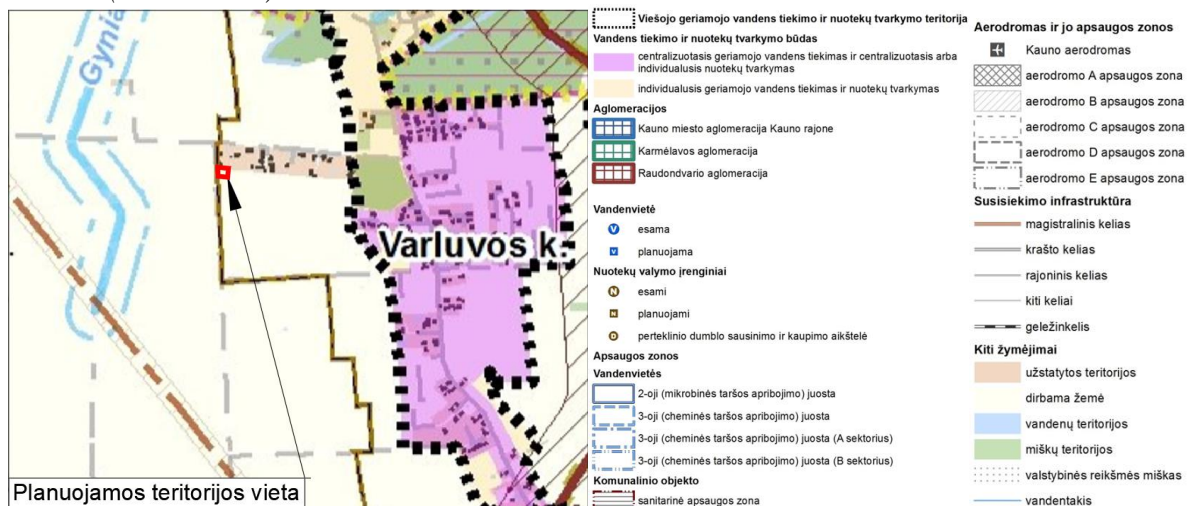 Gynia
Varluvos k.
Planuojamos teritorijos vieta
Viešojo geriamojo vandens tiekimo ir nuotekų tvarkymo teritorija
Vandens tiekimo ir nuotekų tvarkymo būdas
centralizuotasis geriamojo vandens tiekimas ir centralizuotasis arba
individualusis nuotekų tvarkymas
individualusis geriamojo vandens tiekimas ir nuotekų tvarkymas
Aglomeracijos
Kauno miesto aglomeracija Kauno rajone
Karmėlavos aglomeracija
Raudondvario aglomeracija
Vandenvietė
V esama
v planuojama
Nuotekų valymo įrenginiai
N esami
N planuojami
D perteklinio dumblo sausinimo ir kaupimo aikštelė
Apsaugos zonos
Vandenvietės
2-oji (mikrobinės taršos apribojimo) juosta
3-oji (cheminės taršos apribojimo) juosta
3-oji (cheminės taršos apribojimo) juosta (A sektorius)
3-oji (cheminės taršos apribojimo) juosta (B sektorius)
Komunalinio objekto
sanitarinė apsaugos zona
Aerodromas ir jo apsaugos zonos
Kauno aerodromas
aerodromo A apsaugos zona
aerodromo B apsaugos zona
aerodromo C apsaugos zona
aerodromo D apsaugos zona
aerodromo E apsaugos zona
Susisiekimo infrastruktūra
magistralinis kelias
krašto kelias
rajoninis kelias
kiti keliai
geležinkelis
Kiti žymėjimai
užstatytos teritorijos
dirbama žemė
vandenų teritorijos
miškų teritorijos
valstybinės reikšmės miškas
vandentakis